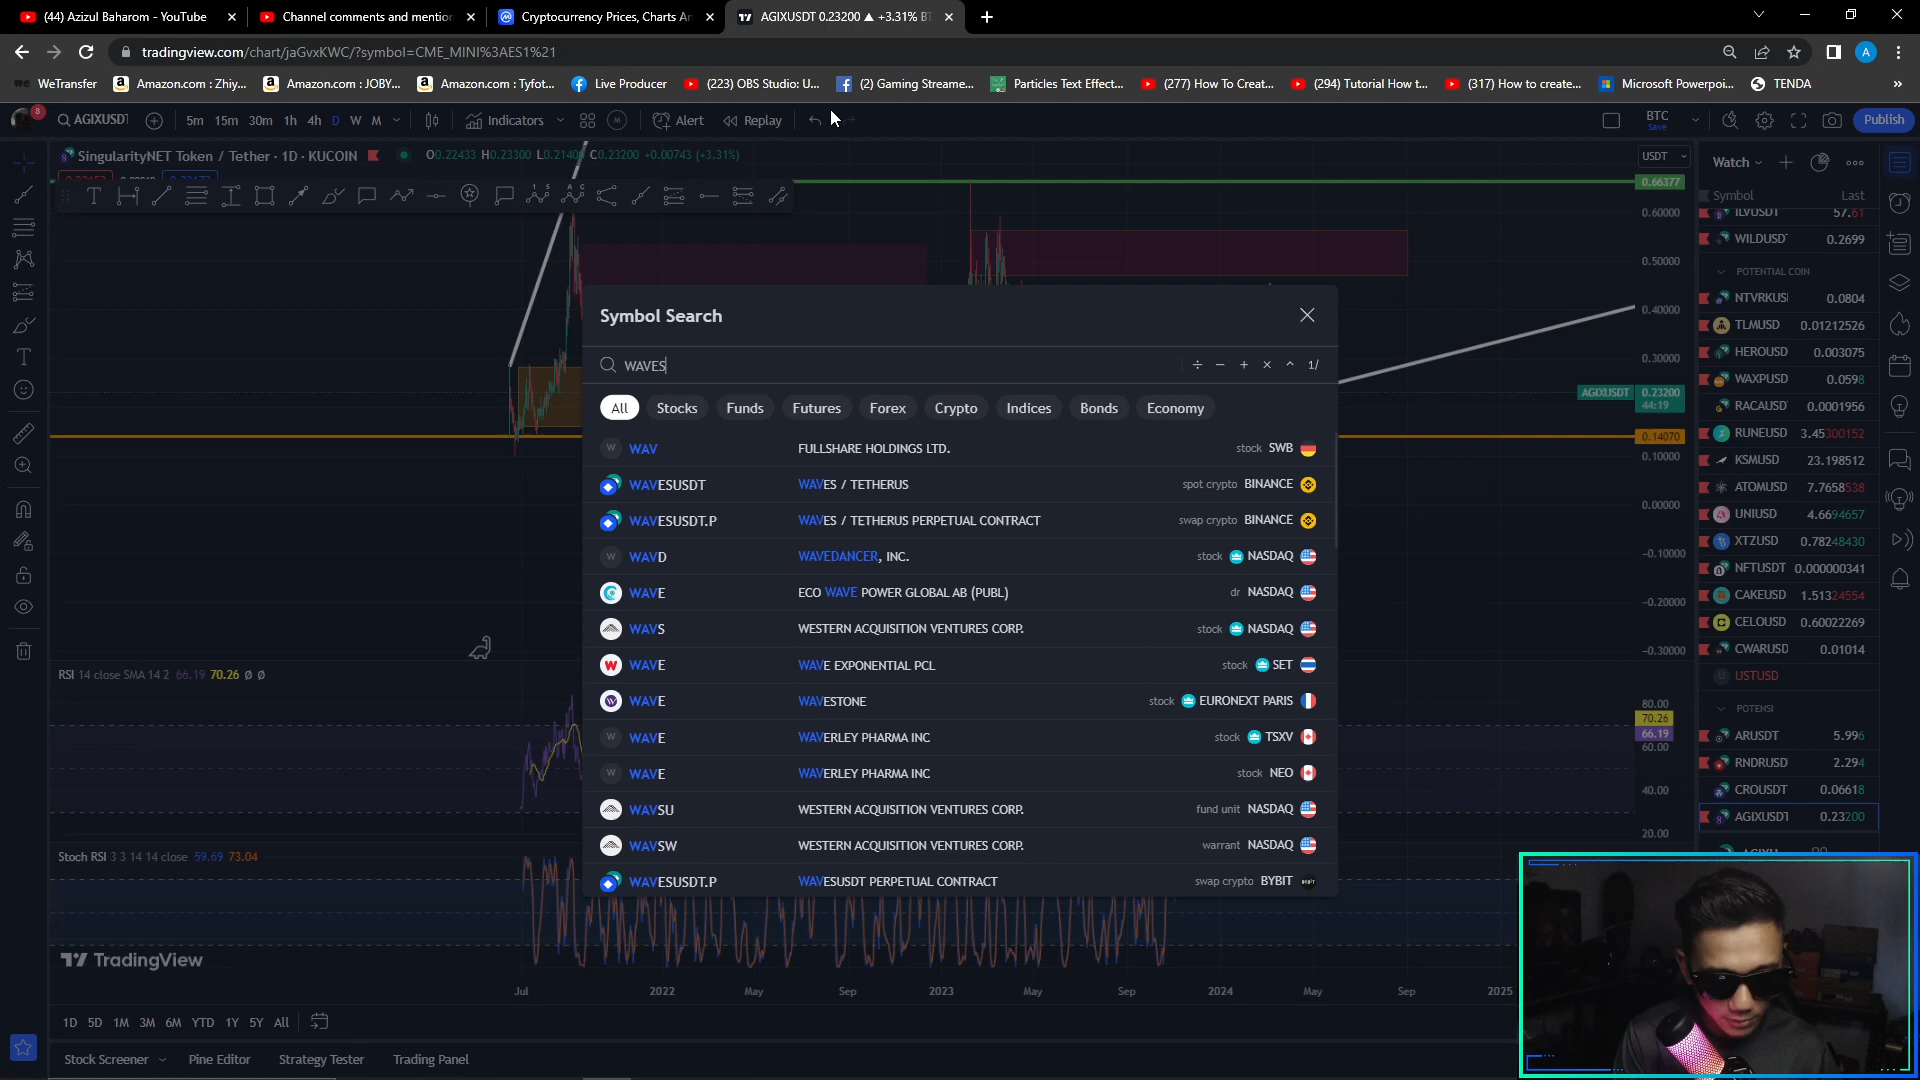 (44) Azizul Baharom - YouTube
Channel comments and mention
Cryptocurrency Prices, Charts An
AGIXUSDT 0.23200 ▲ +3.31% BT
tradingview.com/chart/jaGvxKWC/?symbol=CME_MINI%3AES1%21
A
WeTransfer
Amazon.com : Zhiy...
Amazon.com : JOBY...
Amazon.com : Tyfot...
Live Producer
(223) OBS Studio: U...
(2) Gaming Streame...
Particles Text Effect...
(277) How To Creat...
(294) Tutorial How t...
(317) How to create...
Microsoft Powerpoi...
TENDA
»
8
AGIXUSDT
5m 15m 30m 1h 4h D W M
Indicators
M
Alert
Replay
BTC
Save
Publish
SingularityNET Token / Tether · 1D · KUCOIN
O0.22433 H0.23300 L0.21409 C0.23200 +0.00743 (+3.31%)
USDT
0.66377
0.60000
0.50000
0.40000
0.30000
AGIXUSDT 0.23200
44:19
0.14070
0.10000
0.00000
−0.10000
−0.20000
−0.30000
Symbol Search
WAVES
÷ − + × ^ 1/
All Stocks Funds Futures Forex Crypto Indices Bonds Economy
WAV FULLSHARE HOLDINGS LTD. stock SWB
WAVESUSDT WAVES / TETHERUS spot crypto BINANCE
WAVESUSDT.P WAVES / TETHERUS PERPETUAL CONTRACT swap crypto BINANCE
WAVD WAVEDANCER, INC. stock NASDAQ
WAVE ECO WAVE POWER GLOBAL AB (PUBL) dr NASDAQ
WAVS WESTERN ACQUISITION VENTURES CORP. stock NASDAQ
WAVE WAVE EXPONENTIAL PCL stock SET
WAVE WAVESTONE stock EURONEXT PARIS
WAVE WAVERLEY PHARMA INC stock TSXV
WAVE WAVERLEY PHARMA INC stock NEO
WAVSU WESTERN ACQUISITION VENTURES CORP. fund unit NASDAQ
WAVSW WESTERN ACQUISITION VENTURES CORP. warrant NASDAQ
WAVESUSDT.P WAVESUSDT PERPETUAL CONTRACT swap crypto BYBIT
Watch
Symbol Last
ILVUSDT 57.61
WILDUSD 0.2699
POTENTIAL COIN
NTVRKUS 0.0804
TLMUSD 0.01212526
HEROUSD 0.003075
WAXPUSD 0.0598
RACAUSD 0.0001956
RUNEUSD 3.45300152
KSMUSD 23.198512
ATOMUSD 7.7658538
UNIUSD 4.6694657
XTZUSD 0.78248430
NFTUSDT 0.000000341
CAKEUSD 1.51324554
CELOUSD 0.60022269
CWARUSD 0.01014
USTUSD
POTENSI
ARUSDT 5.996
RNDRUSD 2.294
CROUSDT 0.06618
AGIXUSDT 0.23200
RSI 14 close SMA 14 2 66.19 70.26 Ø Ø
80.00
70.26
66.19
60.00
40.00
20.00
Stoch RSI 3 3 14 14 close 59.69 73.04
TradingView
Jul 2022 May Sep 2023 May Sep 2024 May Sep 2025
1D 5D 1M 3M 6M YTD 1Y 5Y All
Stock Screener Pine Editor Strategy Tester Trading Panel